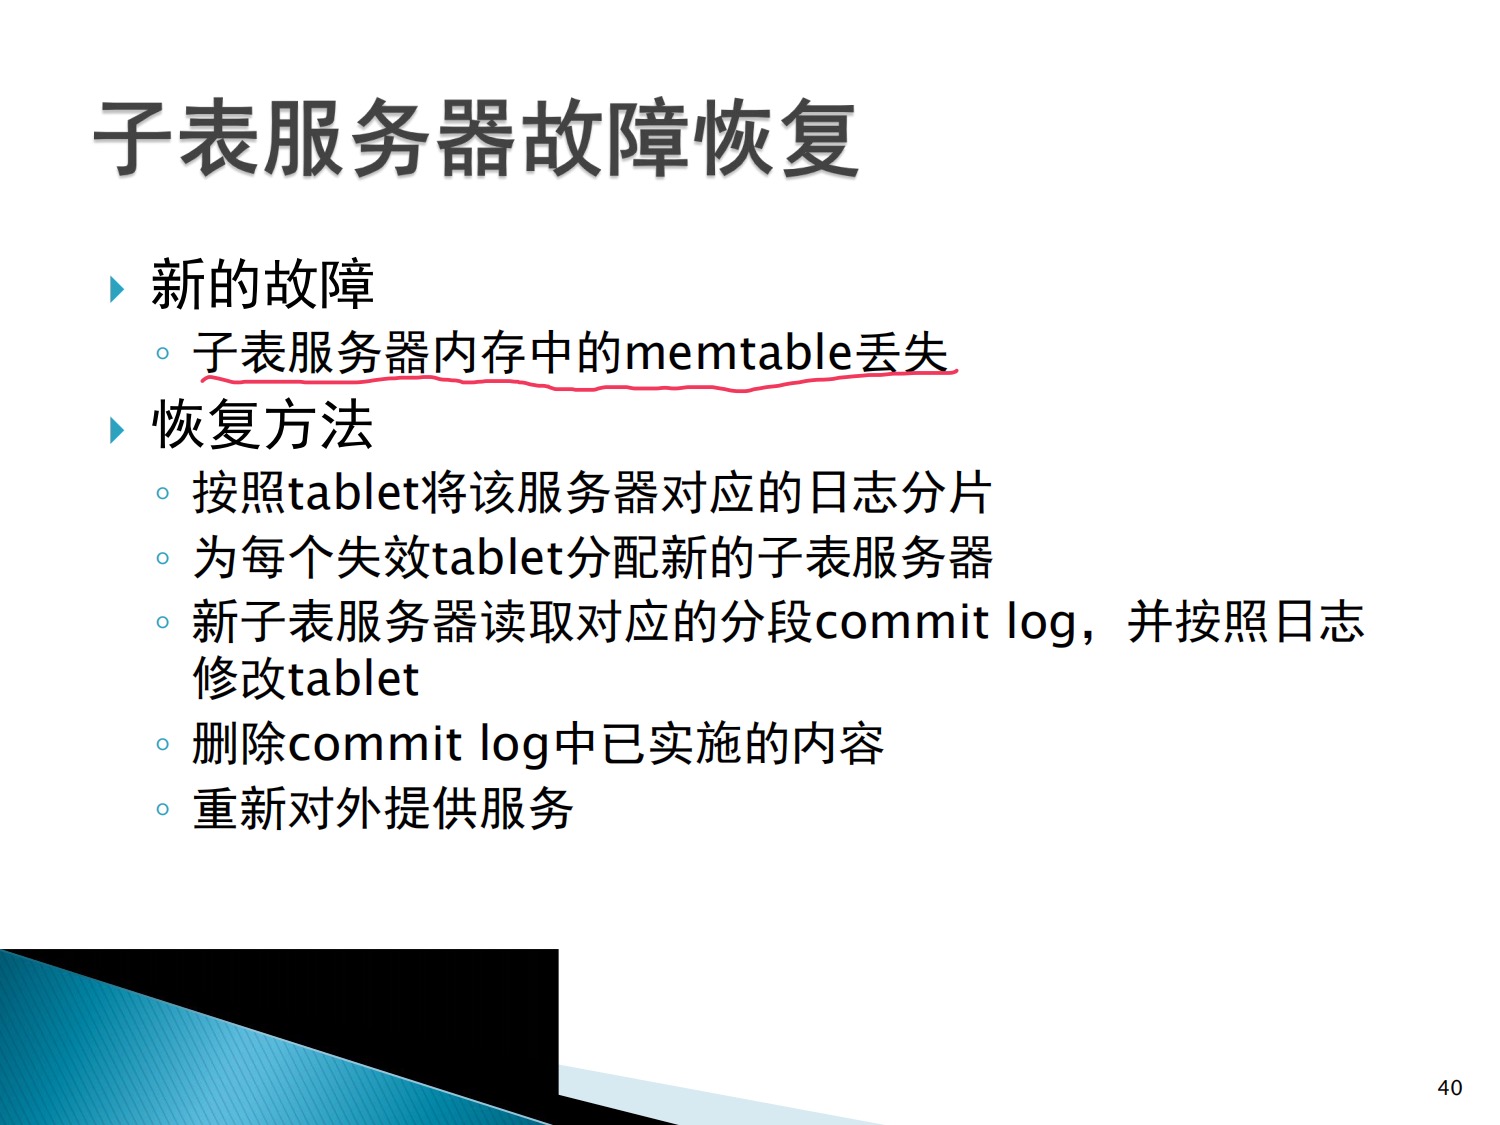 子表服务器故障恢复
新的故障
子表服务器内存中的memtable丢失
恢复方法
按照tablet将该服务器对应的日志分片
为每个失效tablet分配新的子表服务器
新子表服务器读取对应的分段commit log，并按照日志
修改tablet
删除commit log中已实施的内容
重新对外提供服务
40